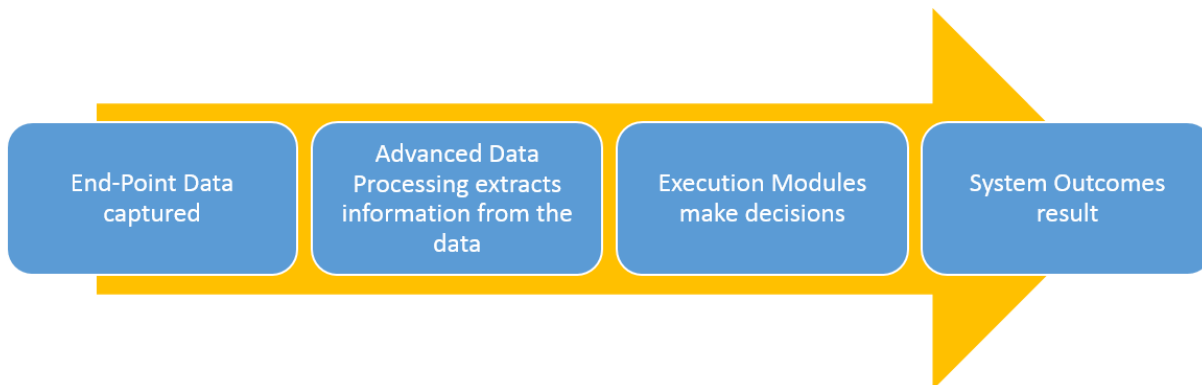 End-Point Data
captured
Advanced Data
Processing extracts
information from the
data
Execution Modules
make decisions
System Outcomes
result